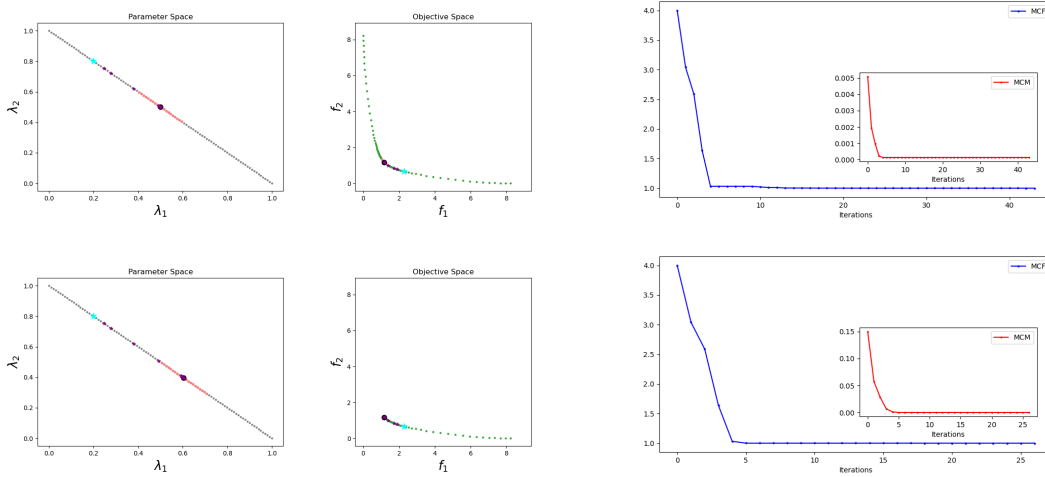 Parameter Space
1.0
0.8
0.6
0.4
0.2
0.0
λ2
0.0 0.2 0.4 0.6 0.8 1.0
λ1
Objective Space
8
6
4
2
0
f2
0 2 4 6 8
f1
MCF
4.0
3.5
3.0
2.5
2.0
1.5
1.0
0 10 20 30 40
Iterations
MCM
0.005
0.004
0.003
0.002
0.001
0.000
0 10 20 30 40
Iterations
Parameter Space
1.0
0.8
0.6
0.4
0.2
0.0
λ2
0.0 0.2 0.4 0.6 0.8 1.0
λ1
Objective Space
8
6
4
2
0
f2
0 2 4 6 8
f1
MCF
4.0
3.5
3.0
2.5
2.0
1.5
1.0
0 5 10 15 20 25
Iterations
MCM
0.15
0.10
0.05
0.00
0 5 10 15 20 25
Iterations